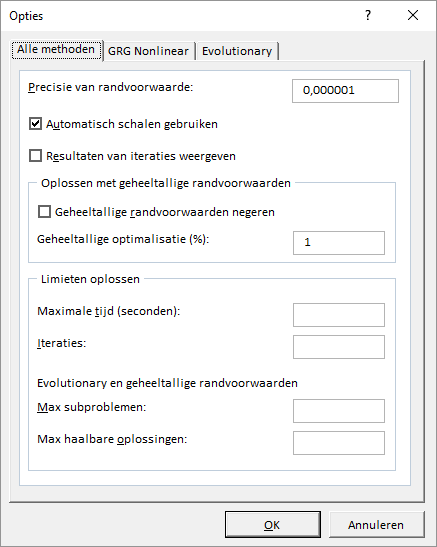 Opties
Alle methoden GRG Nonlinear Evolutionary
Precisie van randvoorwaarde: 0,000001
Automatisch schalen gebruiken
Resultaten van iteraties weergeven
Oplossen met geheeltallige randvoorwaarden
Geheeltallige randvoorwaarden negeren
Geheeltallige optimalisatie (%): 1
Limieten oplossen
Maximale tijd (seconden):
Iteraties:
Evolutionary en geheeltallige randvoorwaarden
Max subproblemen:
Max haalbare oplossingen:
OK Annuleren